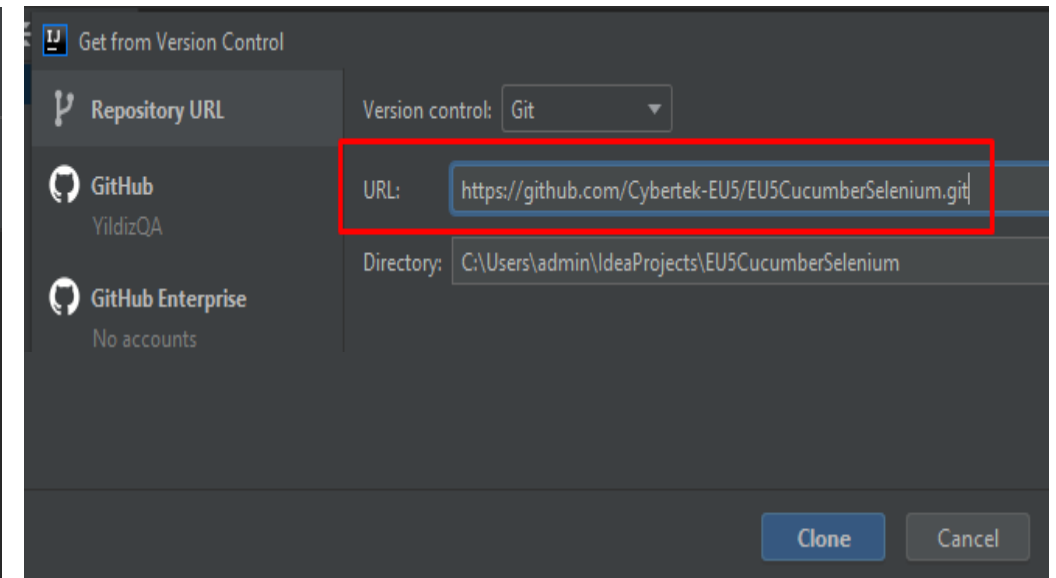 Get from Version Control
Repository URL
Version control: Git
GitHub
YildizQA
URL: https://github.com/Cybertek-EU5/EU5CucumberSelenium.git
Directory: C:\Users\admin\IdeaProjects\EU5CucumberSelenium
GitHub Enterprise
No accounts
Clone Cancel